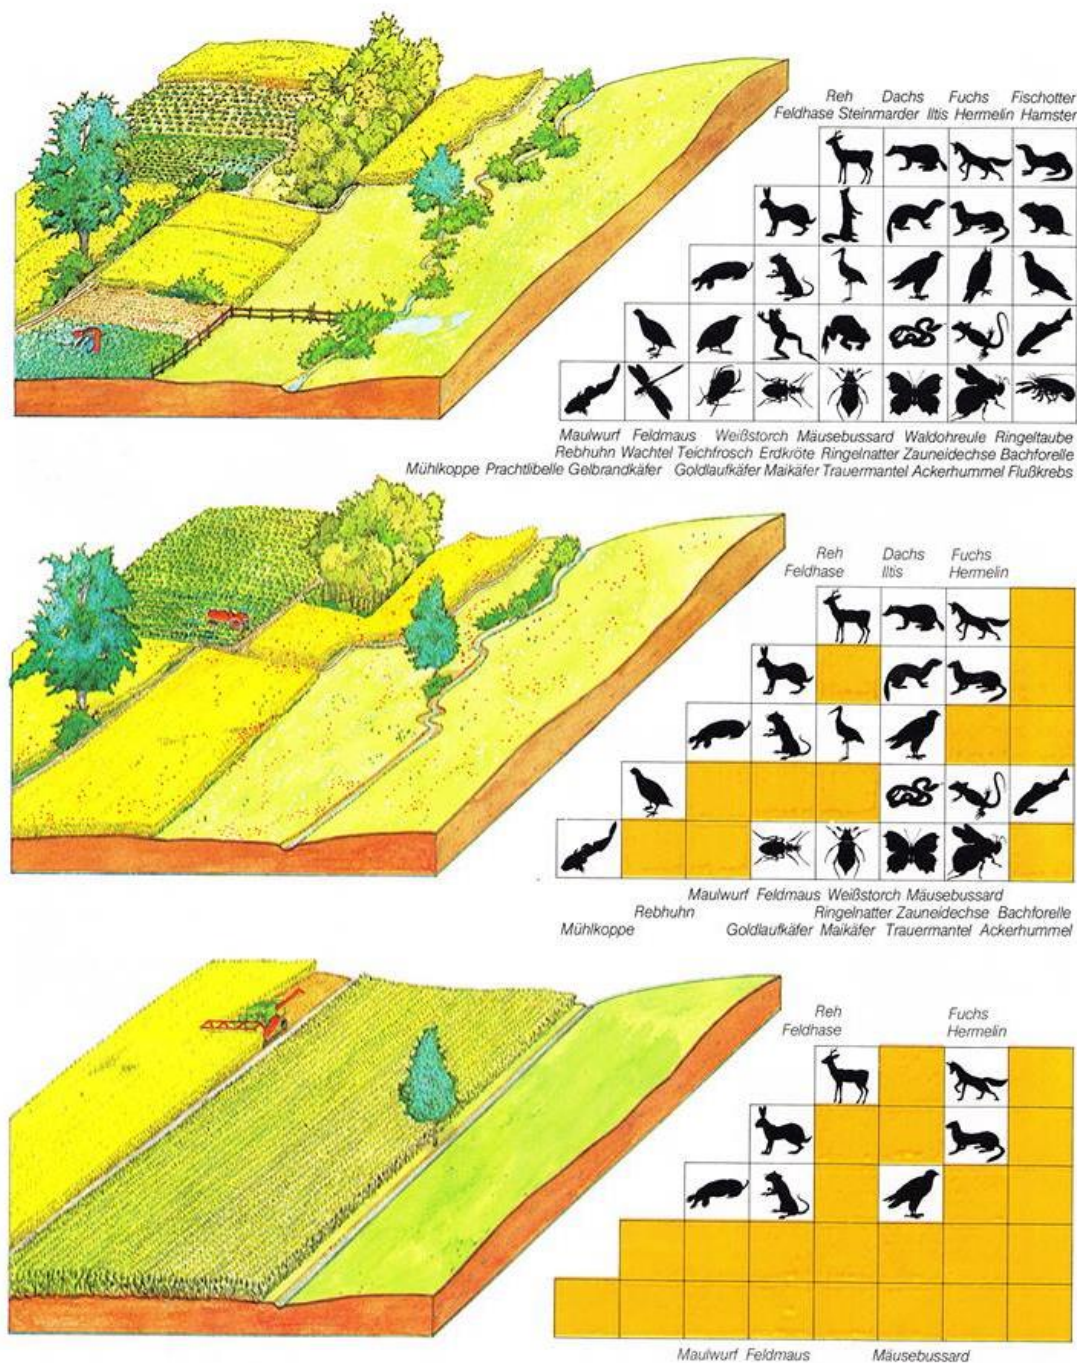 Reh Dachs Fuchs Fischotter
Feldhase Steinmarder Iltis Hermelin Hamster
Maulwurf Feldmaus Weißstorch Mäusebussard Waldohreule Ringeltaube
Rebhuhn Wachtel Teichfrosch Erdkröte Ringelnatter Zauneidechse Bachforelle
Mühlkoppe Prachtlibelle Gelbrandkäfer Goldlaufkäfer Maikäfer Trauermantel Ackerhummel Flußkrebs
Reh Dachs Fuchs
Feldhase Iltis Hermelin
Maulwurf Feldmaus Weißstorch Mäusebussard
Rebhuhn Ringelnatter Zauneidechse Bachforelle
Mühlkoppe Goldlaufkäfer Maikäfer Trauermantel Ackerhummel
Reh Fuchs
Feldhase Hermelin
Maulwurf Feldmaus Mäusebussard